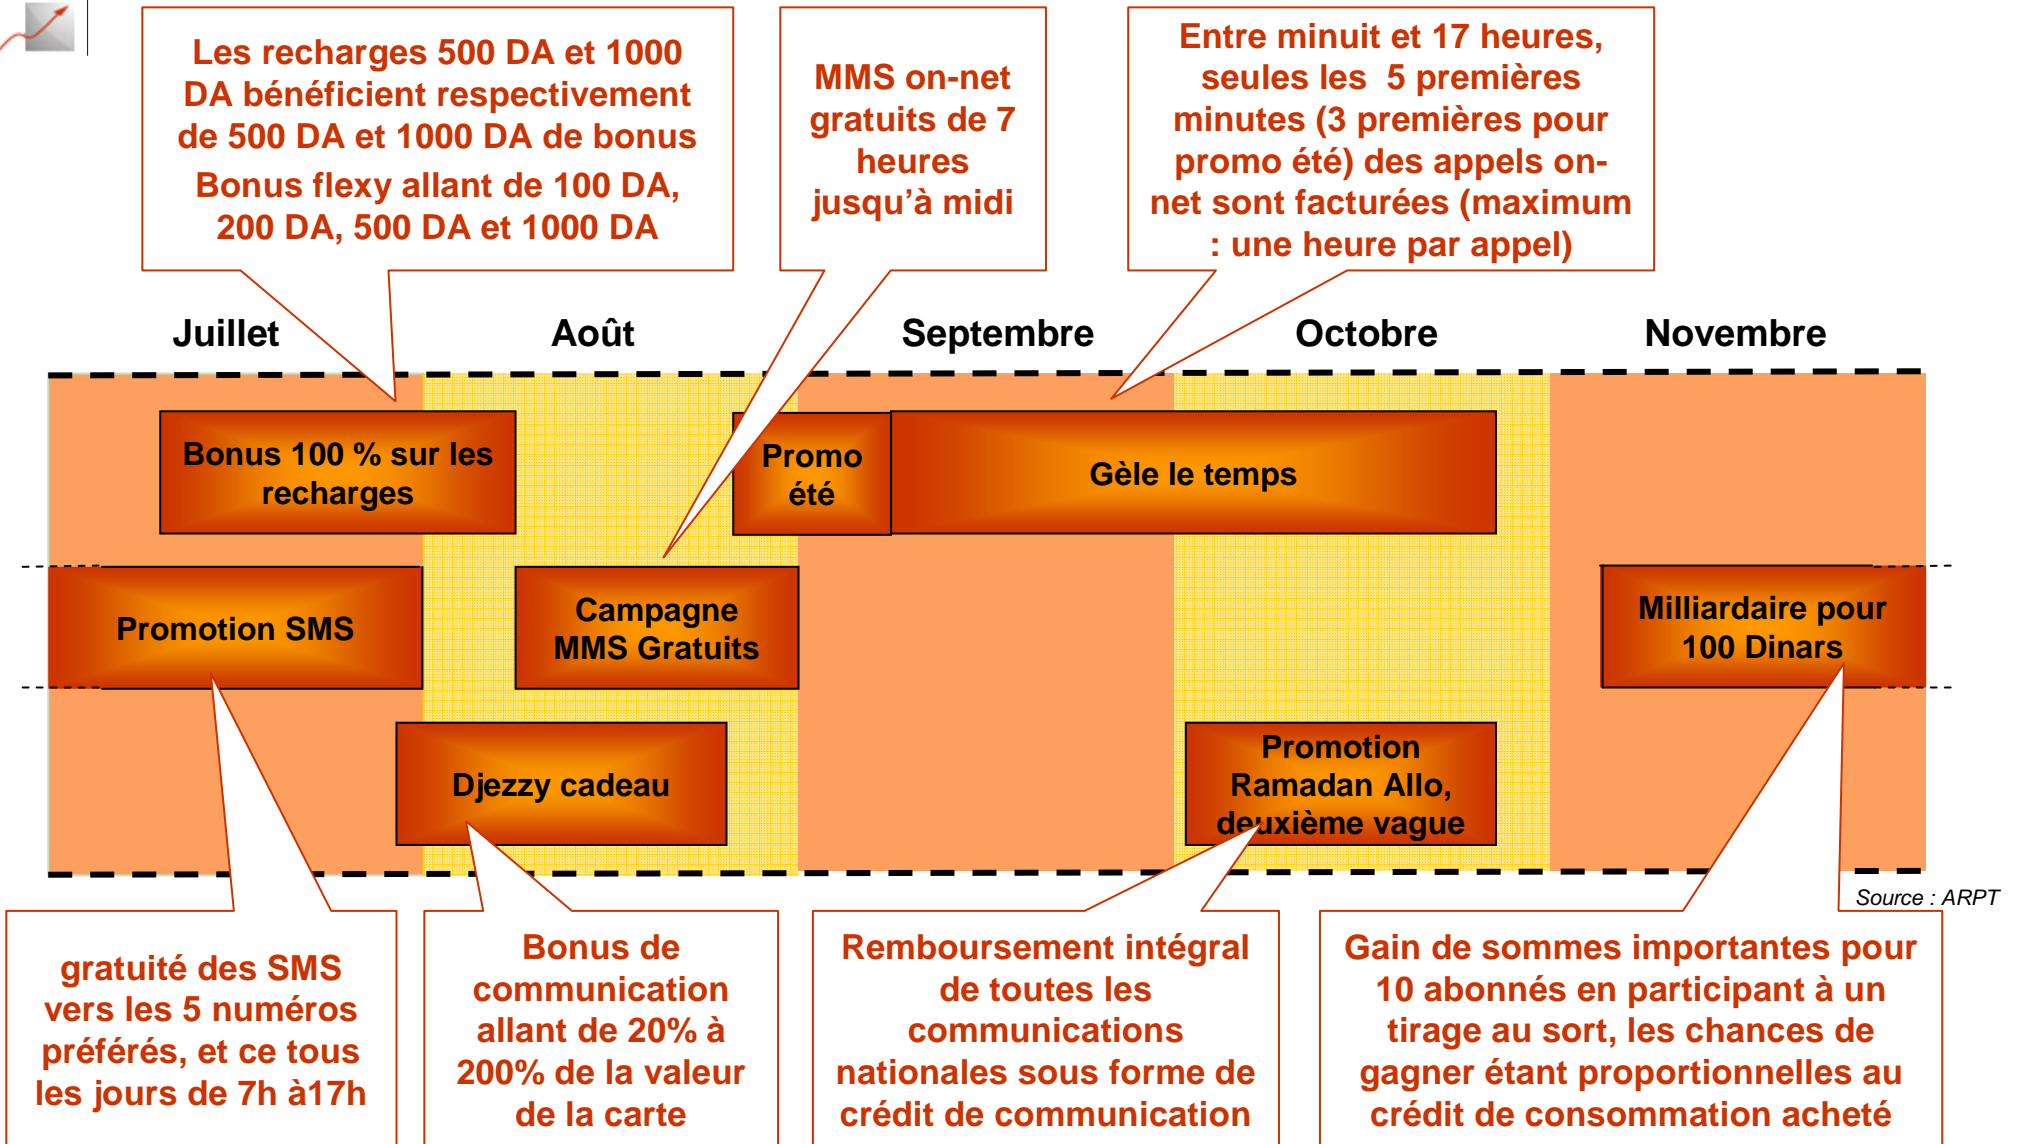 Les recharges 500 DA et 1000
DA bénéficient respectivement
de 500 DA et 1000 DA de bonus
Bonus flexy allant de 100 DA,
200 DA, 500 DA et 1000 DA
MMS on-net
gratuits de 7
heures
jusqu’à midi
Entre minuit et 17 heures,
seules les  5 premières
minutes (3 premières pour
promo été) des appels on-
net sont facturées (maximum
: une heure par appel)
Juillet
Août
Septembre
Octobre
Novembre
Bonus 100 % sur les
recharges
Promo
été
Gèle le temps
Promotion SMS
Campagne
MMS Gratuits
Milliardaire pour
100 Dinars
Djezzy cadeau
Promotion
Ramadan Allo,
deuxième vague
Source : ARPT
gratuité des SMS
vers les 5 numéros
préférés, et ce tous
les jours de 7h à17h
Bonus de
communication
allant de 20% à
200% de la valeur
de la carte
Remboursement intégral
de toutes les
communications
nationales sous forme de
crédit de communication
Gain de sommes importantes pour
10 abonnés en participant à un
tirage au sort, les chances de
gagner étant proportionnelles au
crédit de consommation acheté